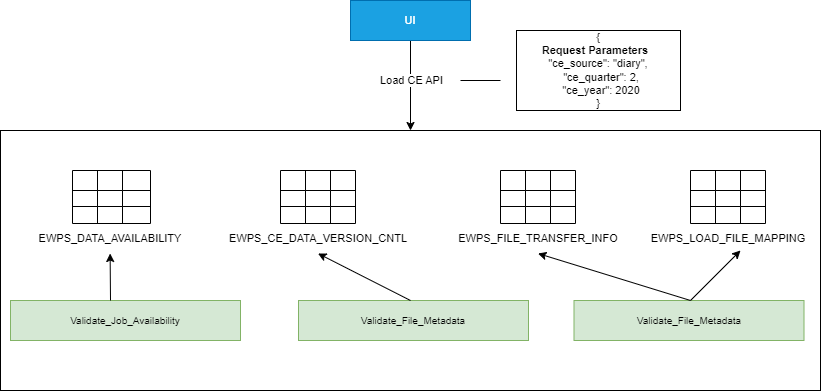 UI
Load CE API
{
Request Parameters
"ce_source": "diary",
"ce_quarter": 2,
"ce_year": 2020
}
EWPS_DATA_AVAILABILITY
EWPS_CE_DATA_VERSION_CNTL
EWPS_FILE_TRANSFER_INFO
EWPS_LOAD_FILE_MAPPING
Validate_Job_Availability
Validate_File_Metadata
Validate_File_Metadata